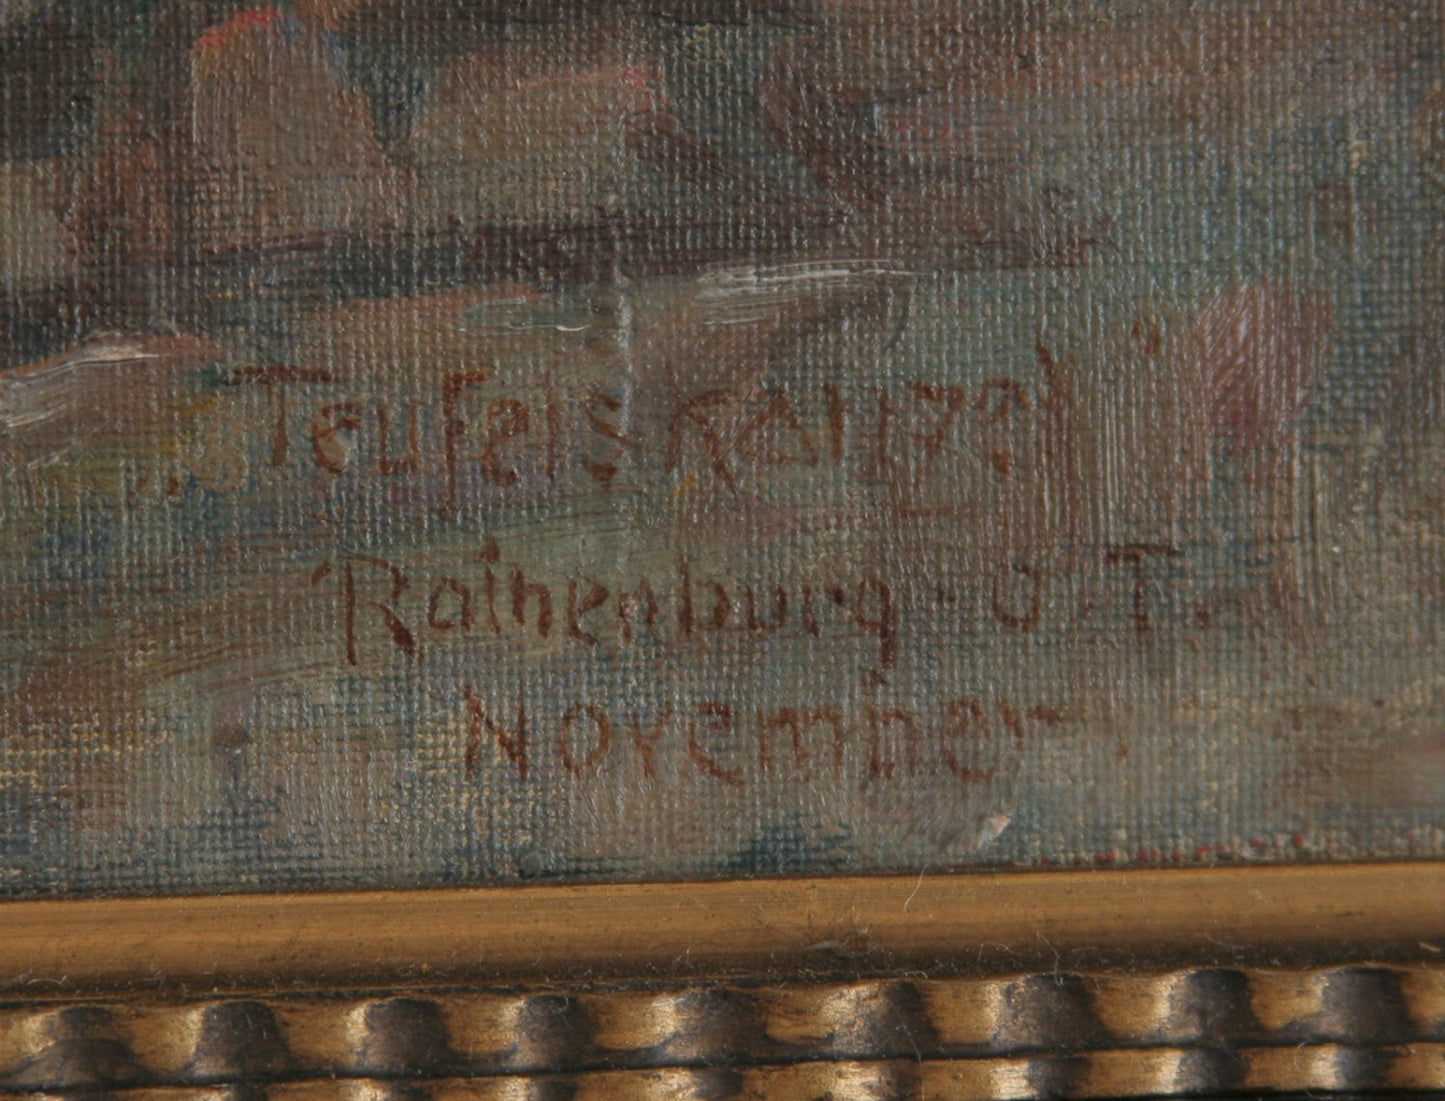 Teufelskanzel
Rothenburg o. T.
November.